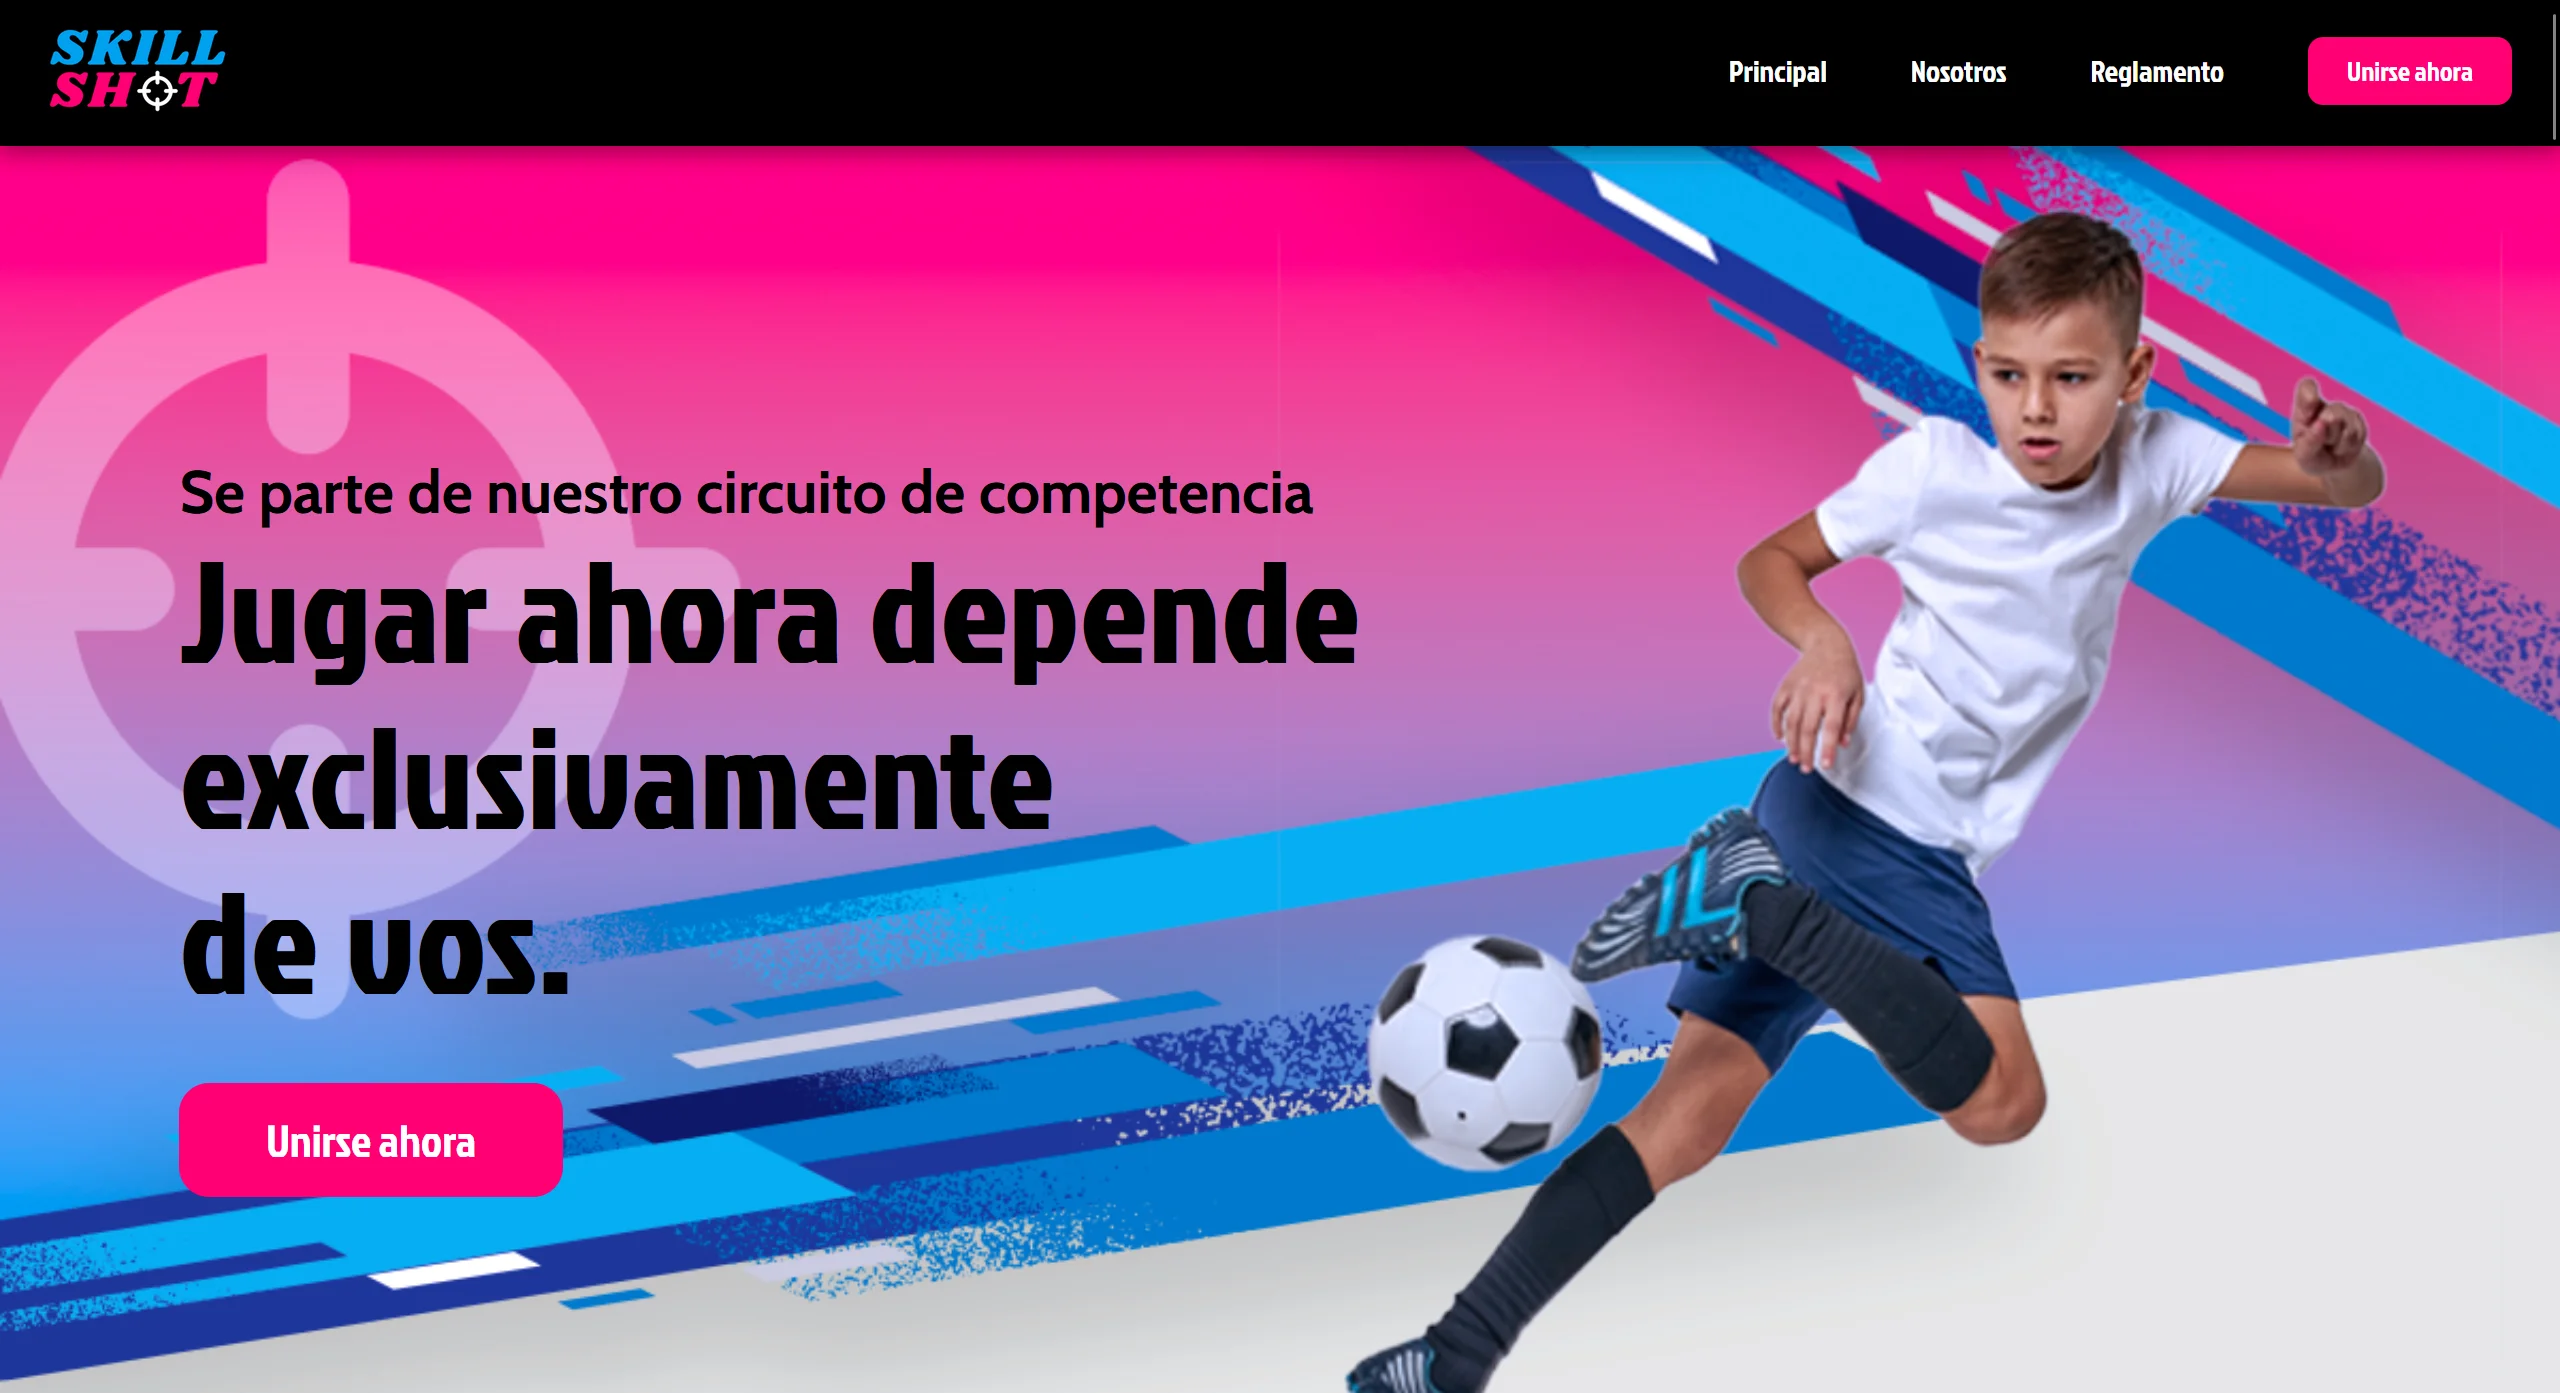 SKILL
SHOT
Principal
Nosotros
Reglamento
Unirse ahora
Se parte de nuestro circuito de competencia
Jugar ahora depende
exclusivamente
de vos.
Unirse ahora